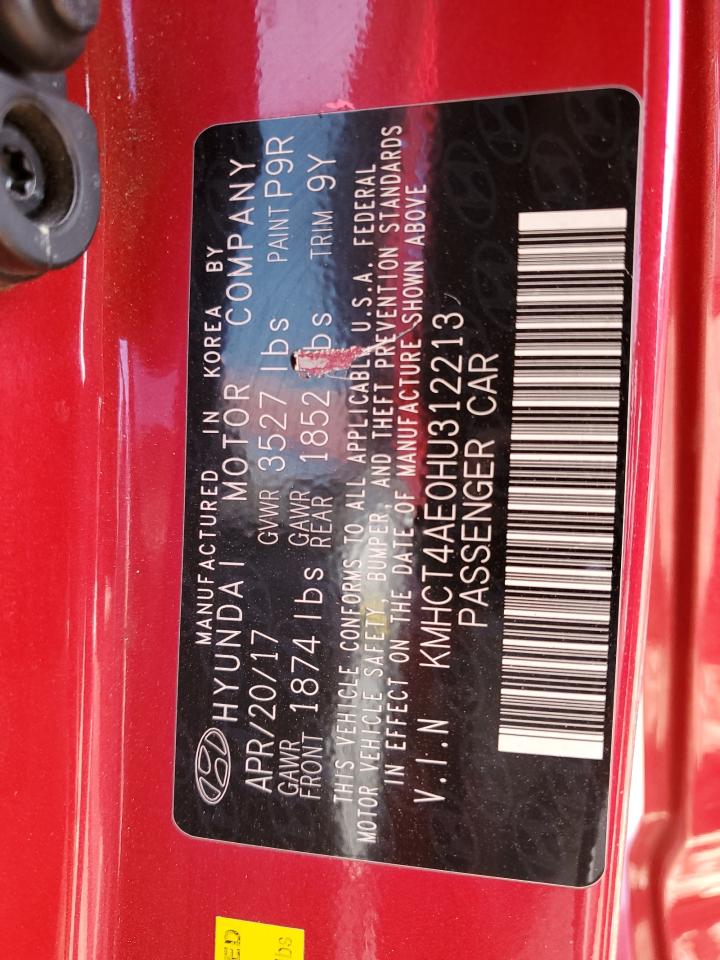 MANUFACTURED IN KOREA BY
HYUNDAI MOTOR COMPANY
APR/20/17 GVWR 3527 lbs PAINT P9R
GAWR FRONT 1874 lbs GAWR REAR 1852 lbs TRIM 9Y
THIS VEHICLE CONFORMS TO ALL APPLICABLE U.S.A. FEDERAL
MOTOR VEHICLE SAFETY, BUMPER, AND THEFT PREVENTION STANDARDS
IN EFFECT ON THE DATE OF MANUFACTURE SHOWN ABOVE
V.I.N KMHCT4AE0HU312213
PASSENGER CAR